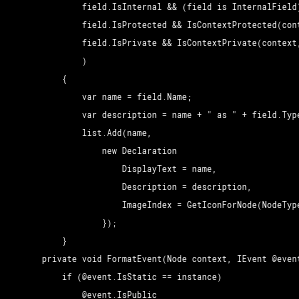 field.IsInternal && (field is InternalField
field.IsProtected && IsContextProtected(cont
field.IsPrivate && IsContextPrivate(context,
)
{
var name = field.Name;
var description = name + " as " + field.Type
list.Add(name,
new Declaration
DisplayText = name,
Description = description,
ImageIndex = GetIconForNode(NodeType
});
}
private void FormatEvent(Node context, IEvent @event
if (@event.IsStatic == instance)
@event.IsPublic